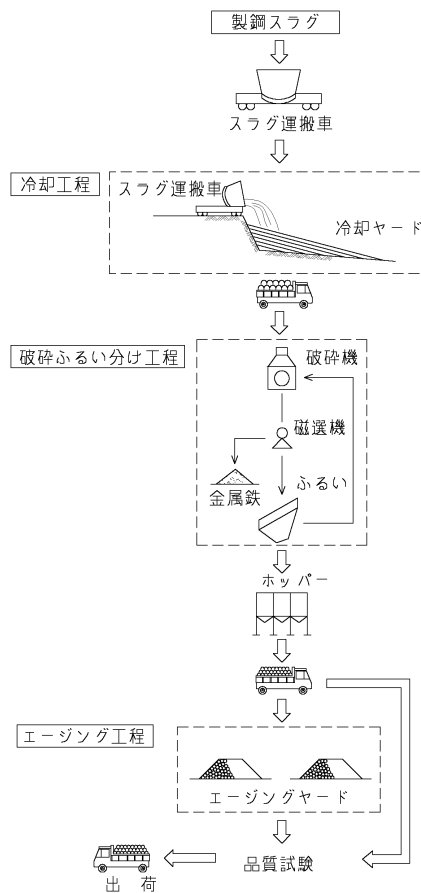 製鋼スラグ
スラグ運搬車
冷却工程
スラグ運搬車
冷却ヤード
破砕ふるい分け工程
破砕機
磁選機
ふるい
金属鉄
ホッパー
エージング工程
エージングヤード
品質試験
出荷